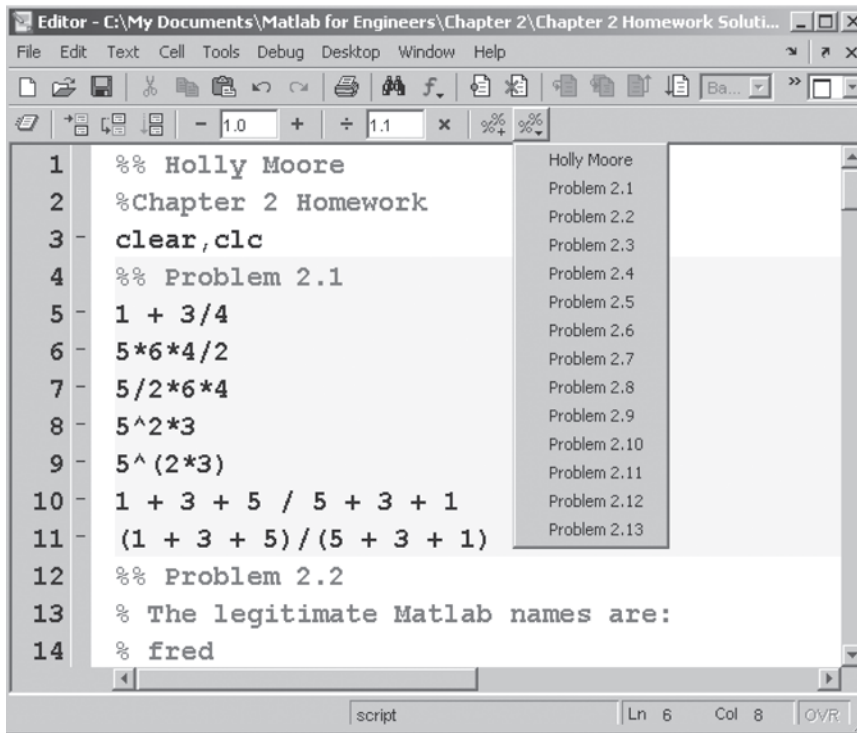 Editor - C:\My Documents\Matlab for Engineers\Chapter 2\Chapter 2 Homework Soluti...
File Edit Text Cell Tools Debug Desktop Window Help
Ba...
1.0 + ÷ 1.1 ×
1 %% Holly Moore
2 %Chapter 2 Homework
3 - clear,clc
4 %% Problem 2.1
5 - 1 + 3/4
6 - 5*6*4/2
7 - 5/2*6*4
8 - 5^2*3
9 - 5^(2*3)
10 - 1 + 3 + 5 / 5 + 3 + 1
11 - (1 + 3 + 5)/(5 + 3 + 1)
12 %% Problem 2.2
13 % The legitimate Matlab names are:
14 % fred
Holly Moore
Problem 2.1
Problem 2.2
Problem 2.3
Problem 2.4
Problem 2.5
Problem 2.6
Problem 2.7
Problem 2.8
Problem 2.9
Problem 2.10
Problem 2.11
Problem 2.12
Problem 2.13
script Ln 6 Col 8 OVR